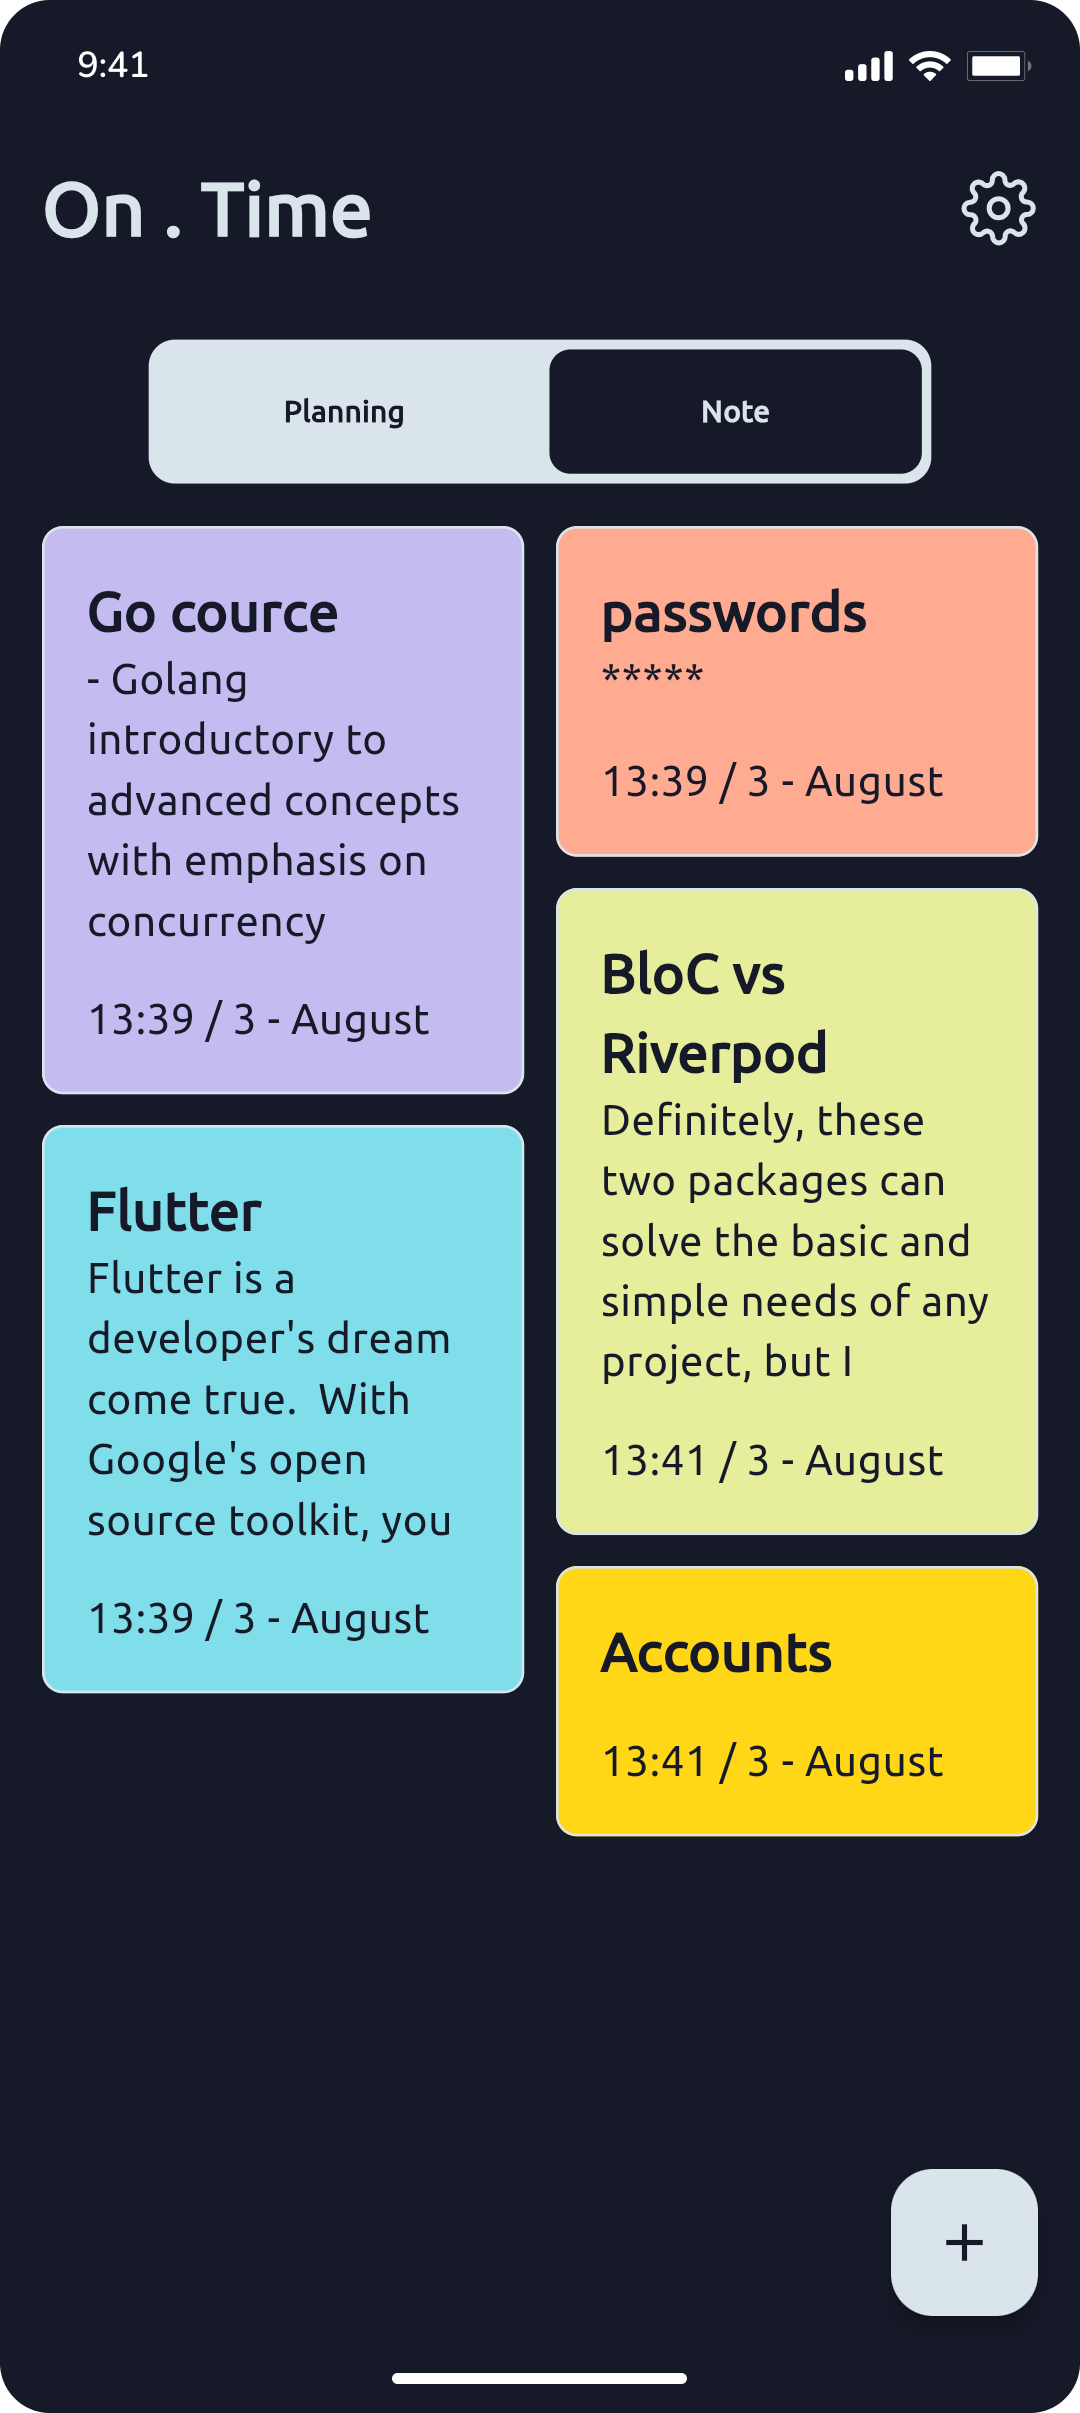 9:41
On . Time
Planning
Note
Go cource
- Golang
introductory to
advanced concepts
with emphasis on
concurrency
13:39 / 3 - August
Flutter
Flutter is a
developer's dream
come true.  With
Google's open
source toolkit, you
13:39 / 3 - August
passwords
*****
13:39 / 3 - August
BloC vs
Riverpod
Definitely, these
two packages can
solve the basic and
simple needs of any
project, but I
13:41 / 3 - August
Accounts
13:41 / 3 - August
+